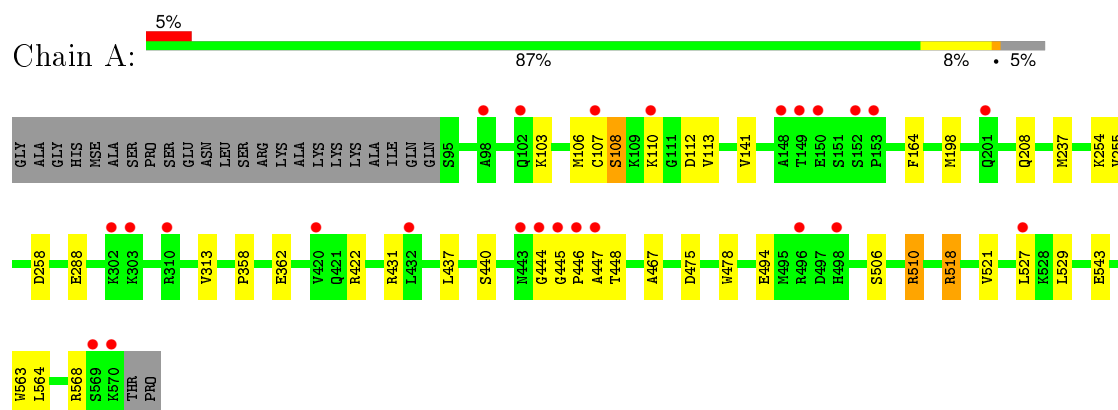 5%
Chain A:
87% 8% • 5%
GLY ALA GLY HIS MSE ALA SER PRO SER GLU ASN LEU SER ARG LYS ALA LYS LYS LYS ALA ILE GLN GLN S95 A98 Q102 K103 M106 C107 S108 K109 K110 G111 D112 V113 V141 A148 T149 E150 S151 S152 P153 F164 M198 Q201 Q208 M237 K254 V255
D258 E288 K302 K303 R310 V313 P358 E362 V420 Q421 R422 R431 L432 L437 S440 N443 G444 G445 P446 A447 T448 A467 D475 W478 E494 M495 R496 D497 H498 S506 R510 R518 V521 L527 K528 L529 E543
W563 L564 R568 S569 K570 THR PRO